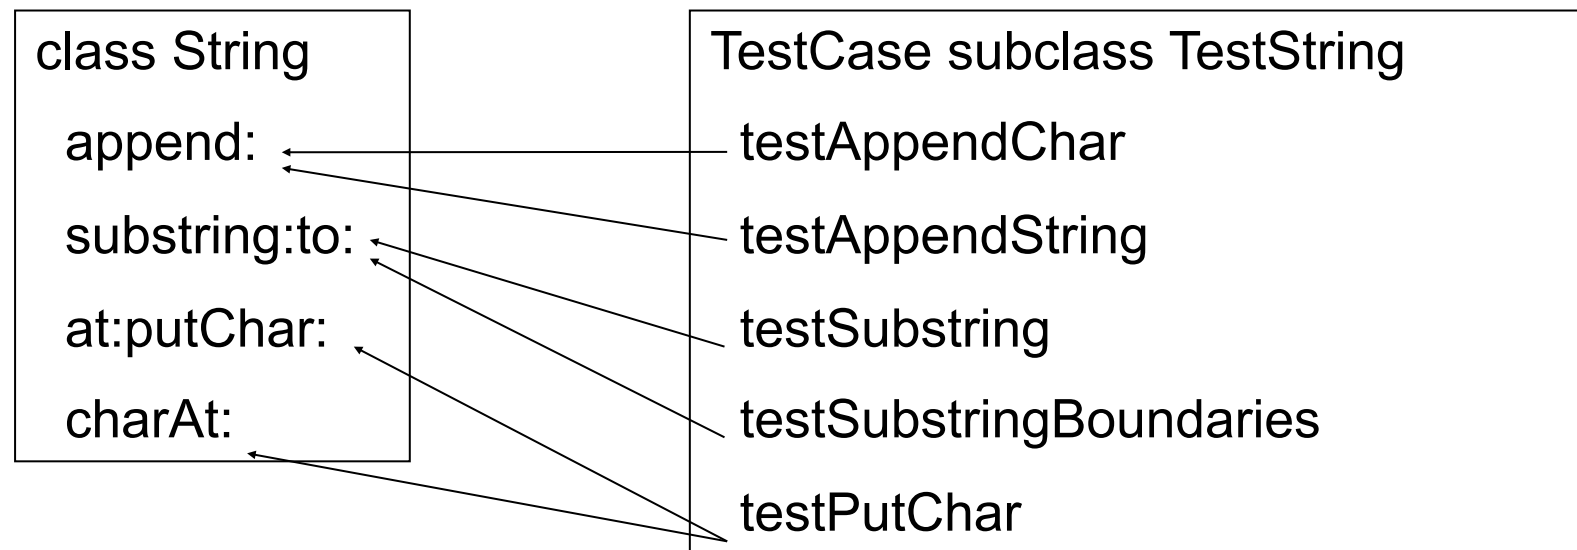 class String
append:
substring:to:
at:putChar:
charAt:
TestCase subclass TestString
testAppendChar
testAppendString
testSubstring
testSubstringBoundaries
testPutChar